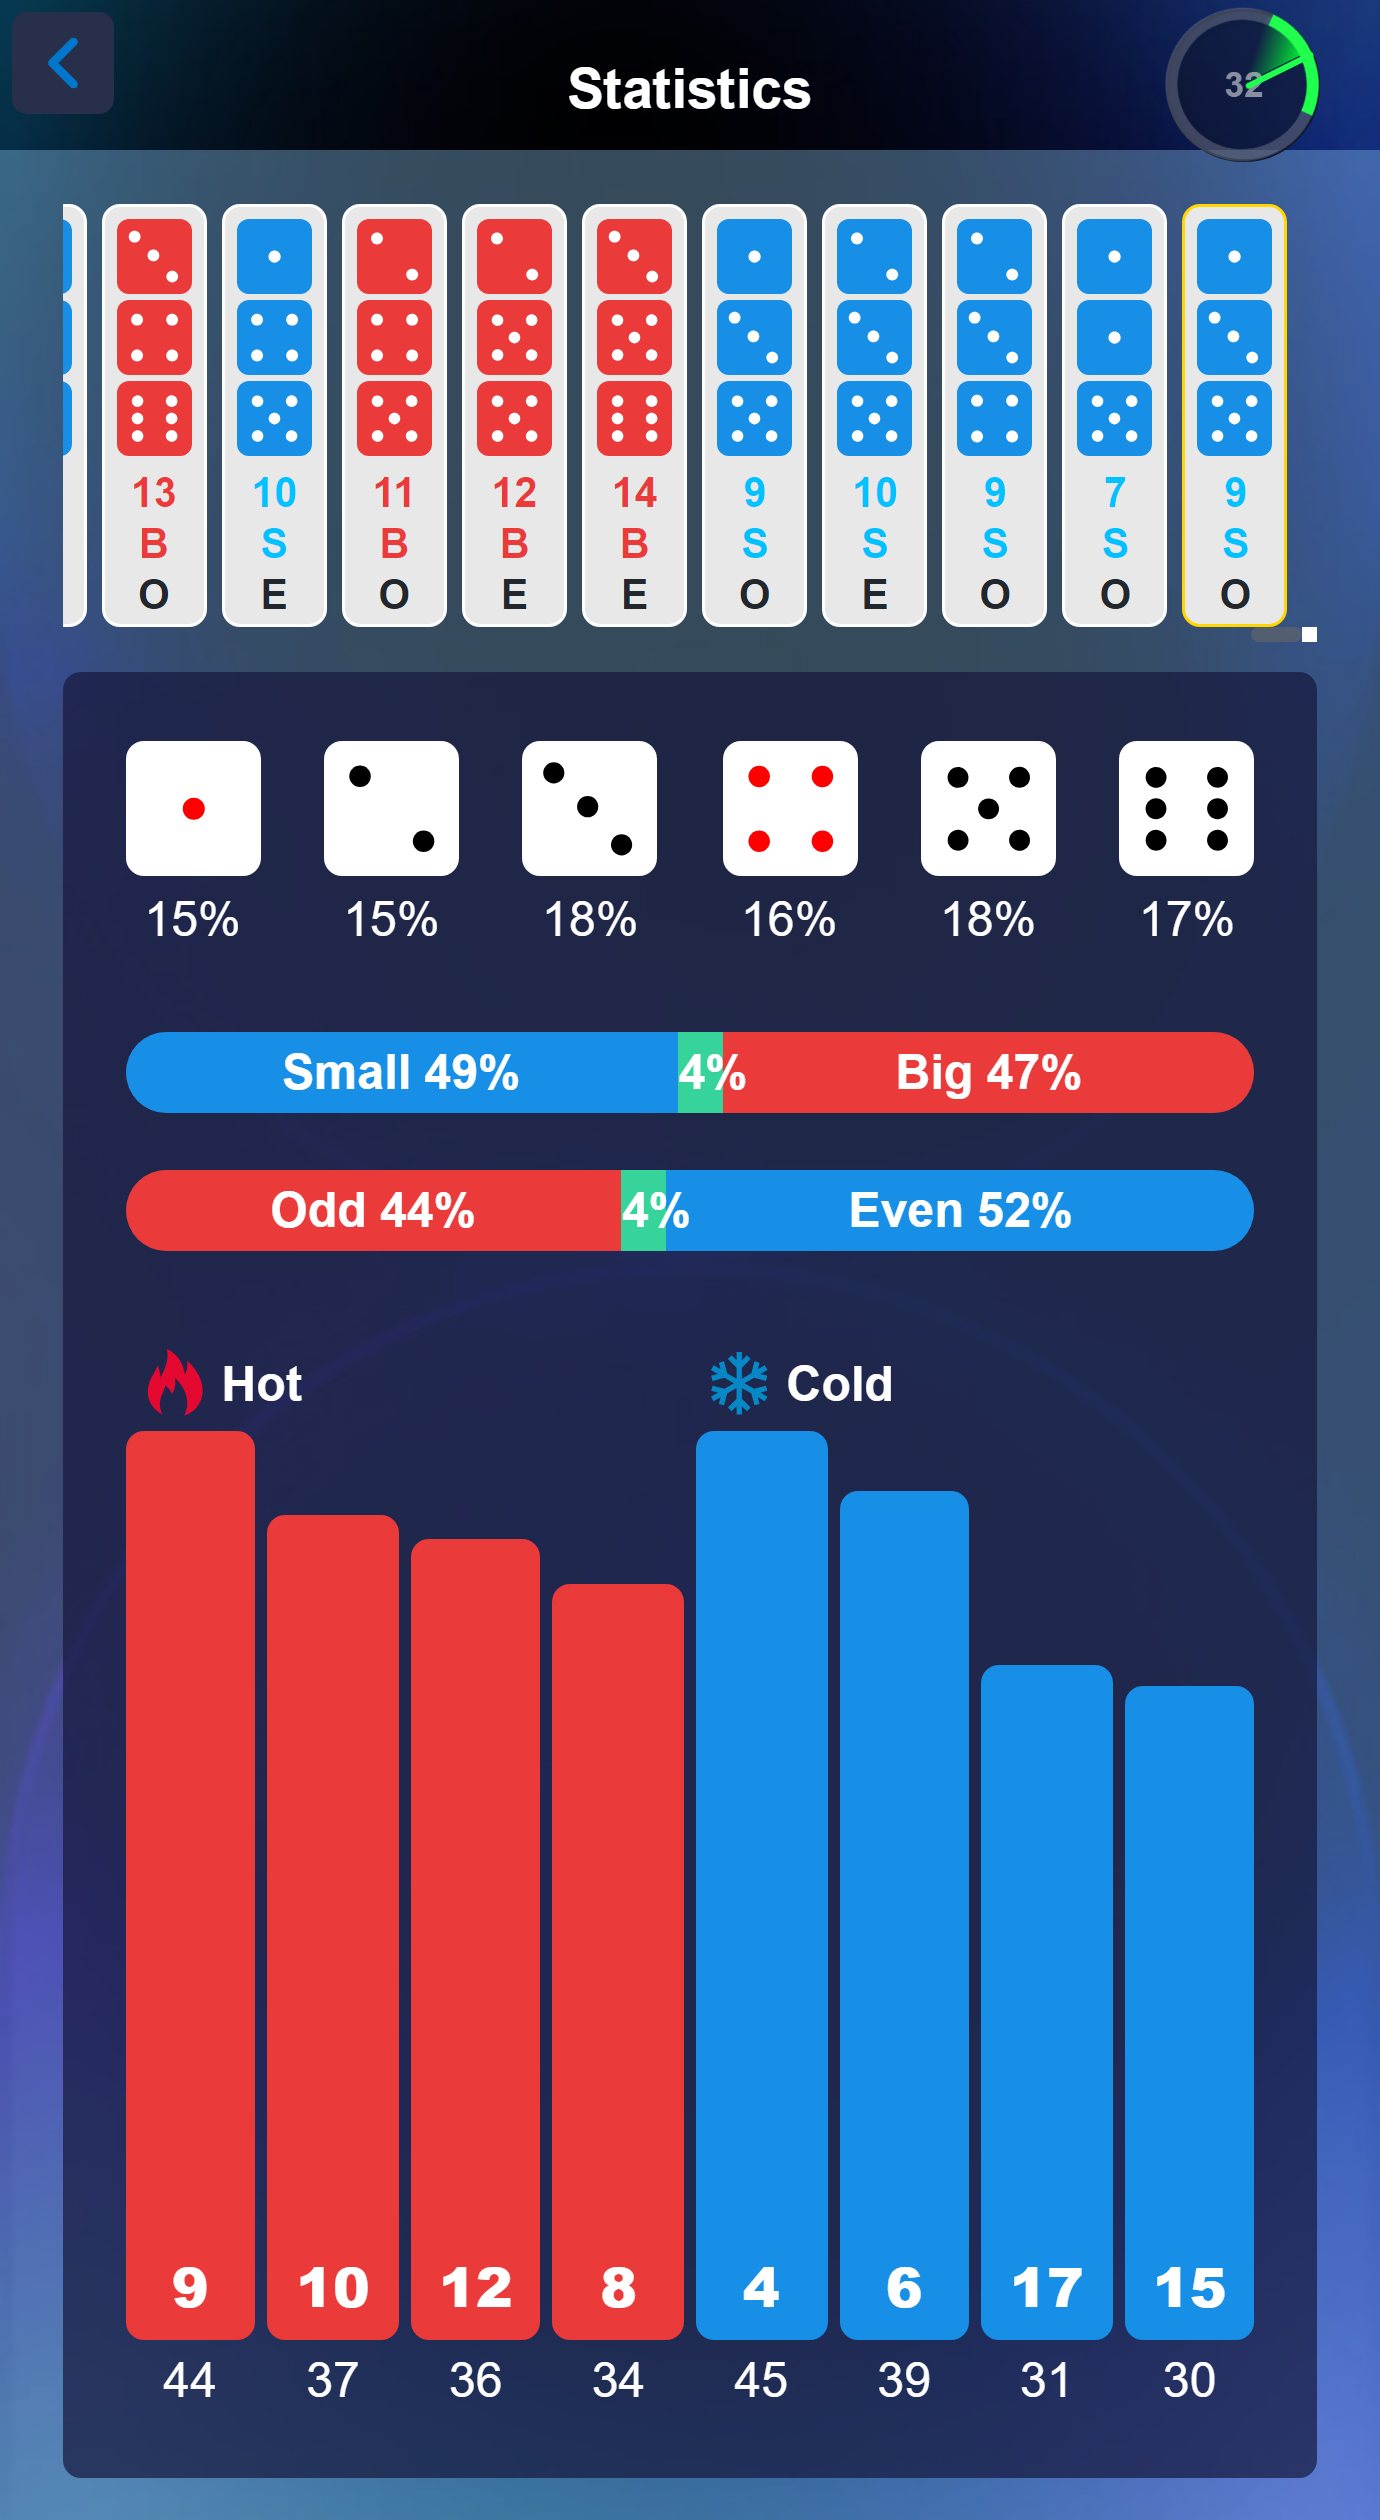 Statistics
32
13 10 11 12 14 9 10 9 7 9
B S B B B S S S S S
O E O E E O E O O O
15% 15% 18% 16% 18% 17%
Small 49% 4% Big 47%
Odd 44% 4% Even 52%
Hot Cold
9 10 12 8 4 6 17 15
44 37 36 34 45 39 31 30